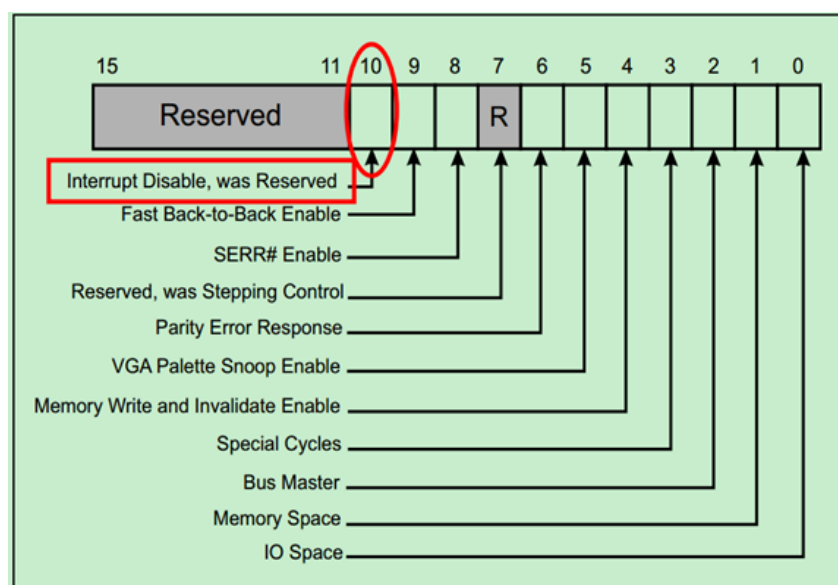 15 11 10 9 8 7 6 5 4 3 2 1 0
Reserved R
Interrupt Disable, was Reserved
Fast Back-to-Back Enable
SERR# Enable
Reserved, was Stepping Control
Parity Error Response
VGA Palette Snoop Enable
Memory Write and Invalidate Enable
Special Cycles
Bus Master
Memory Space
IO Space